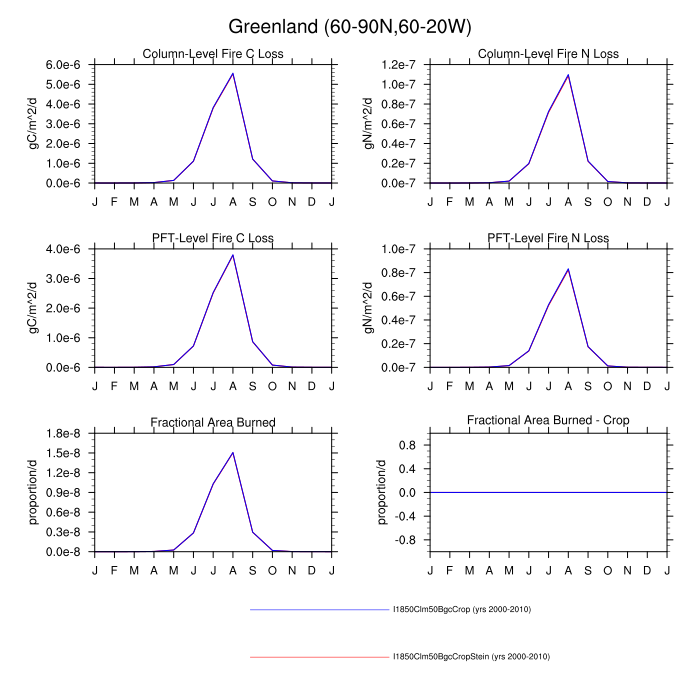 Greenland (60-90N,60-20W)
Column-Level Fire C Loss
gC/m^2/d
6.0e-6
5.0e-6
4.0e-6
3.0e-6
2.0e-6
1.0e-6
0.0e-6
J F M A M J J A S O N D J
Column-Level Fire N Loss
gN/m^2/d
1.2e-7
1.0e-7
0.8e-7
0.6e-7
0.4e-7
0.2e-7
0.0e-7
J F M A M J J A S O N D J
PFT-Level Fire C Loss
gC/m^2/d
4.0e-6
3.0e-6
2.0e-6
1.0e-6
0.0e-6
J F M A M J J A S O N D J
PFT-Level Fire N Loss
gN/m^2/d
1.0e-7
0.8e-7
0.6e-7
0.4e-7
0.2e-7
0.0e-7
J F M A M J J A S O N D J
Fractional Area Burned
proportion/d
1.8e-8
1.5e-8
1.2e-8
0.9e-8
0.6e-8
0.3e-8
0.0e-8
J F M A M J J A S O N D J
Fractional Area Burned - Crop
proportion/d
0.8
0.4
0.0
-0.4
-0.8
J F M A M J J A S O N D J
I1850Clm50BgcCrop (yrs 2000-2010)
I1850Clm50BgcCropStein (yrs 2000-2010)